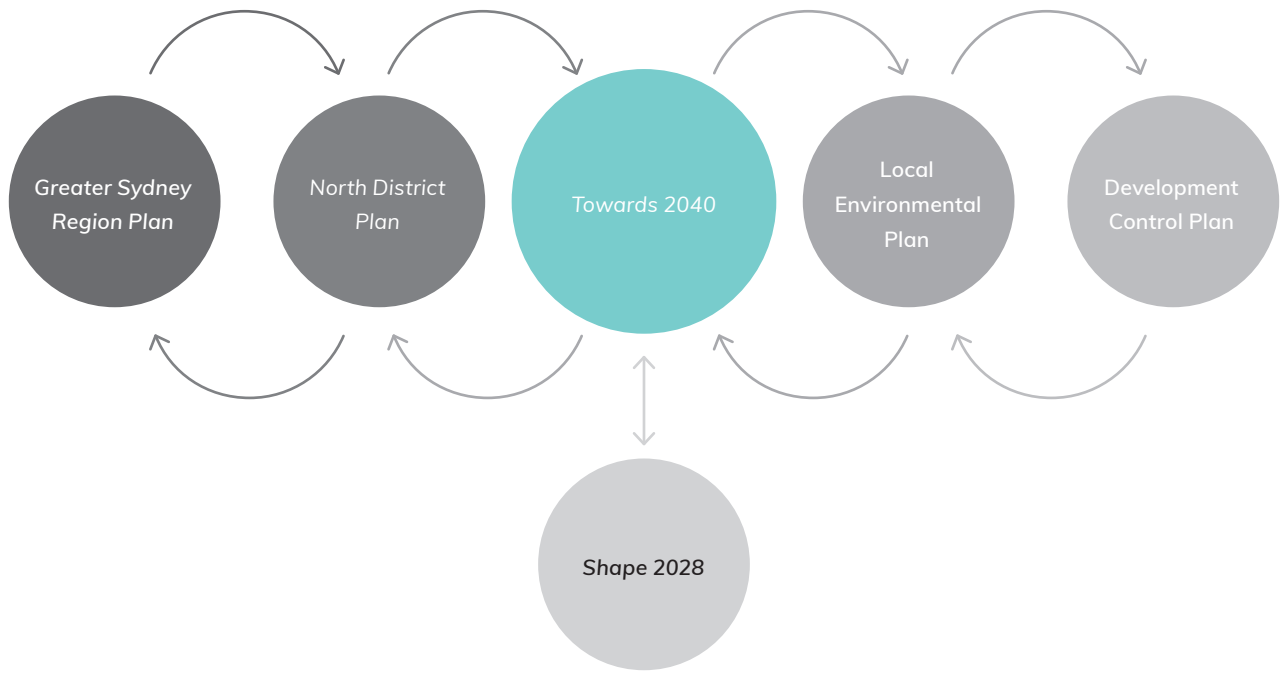 Greater Sydney
Region Plan
North District
Plan
Towards 2040
Local
Environmental
Plan
Development
Control Plan
Shape 2028